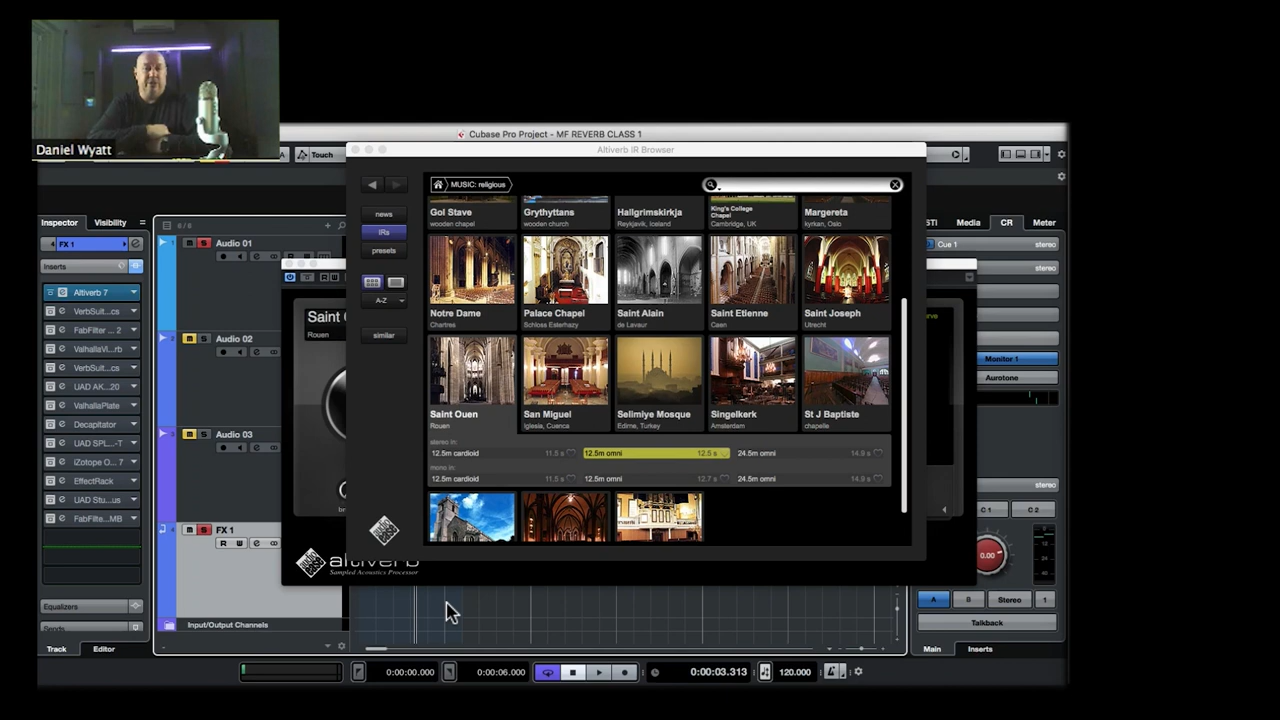 Daniel Wyatt
Cubase Pro Project - MF REVERB CLASS 1
Touch
Altiverb IR Browser
MUSIC: religious
news
IRs
presets
A-Z
similar
Gol Stave
wooden chapel
Grythyttans
wooden church
Hallgrimskirkja
Reykjavik, Iceland
King's College
Chapel
Cambridge, UK
Margereta
kyrkan, Oslo
Notre Dame
Chartres
Palace Chapel
Schloss Esterhazy
Saint Alain
de Lavaur
Saint Etienne
Caen
Saint Joseph
Utrecht
Saint Ouen
Rouen
San Miguel
Iglesia, Cuenca
Selimiye Mosque
Edirne, Turkey
Singelkerk
Amsterdam
St J Baptiste
chapelle
stereo in:
12.5m cardioid 11.5 s 12.5m omni 12.5 s 24.5m omni 14.9 s
mono in:
12.5m cardioid 11.5 s 12.5m omni 12.7 s 24.5m omni 14.9 s
Inspector Visibility
4 FX 1
Inserts
Altiverb 7
VerbSuit...cs
FabFilter ... 2
ValhallaVi...rb
VerbSuit...cs
UAD AK...20
ValhallaPlate
Decapitator
UAD SPL...-T
iZotope O... 7
EffectRack
UAD Stu...us
FabFilte...MB
Equalizers
Sends
Track Editor
6 / 6
1 Audio 01
2 Audio 02
3 Audio 03
FX 1
Input/Output Channels
Saint
Rouen
altiverb
Sampled Acoustics Processor
STi Media CR Meter
Cue 1 stereo
stereo
Monitor 1
Aurotone
stereo
C 1 C 2
0.00
A B Stereo 1
Talkback
Main Inserts
0:00:00.000 0:00:06.000 0:00:03.313 120.000